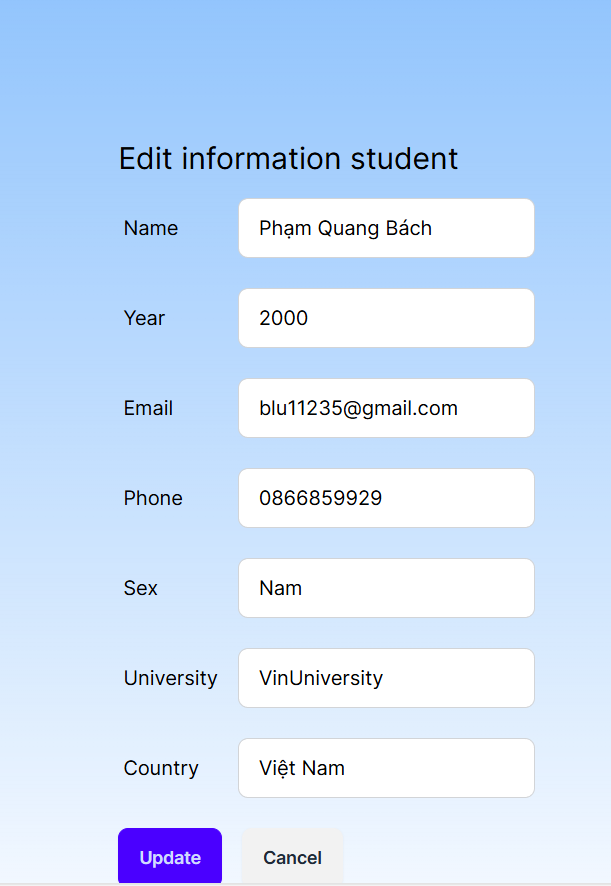 Edit information student
Name Phạm Quang Bách
Year 2000
Email blu11235@gmail.com
Phone 0866859929
Sex Nam
University VinUniversity
Country Việt Nam
Update Cancel